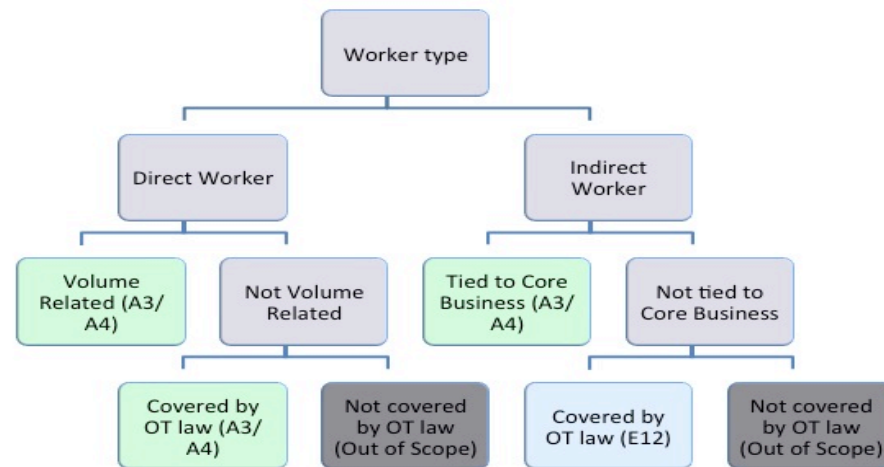 Worker type
Direct Worker
Indirect
Worker
Volume
Related (A3/
A4)
Not Volume
Related
Tied to Core
Business (A3/
A4)
Not tied to
Core Business
Covered by
OT law (A3/
A4)
Not covered
by OT law
(Out of Scope)
Covered by
OT law (E12)
Not covered
by OT law
(Out of Scope)